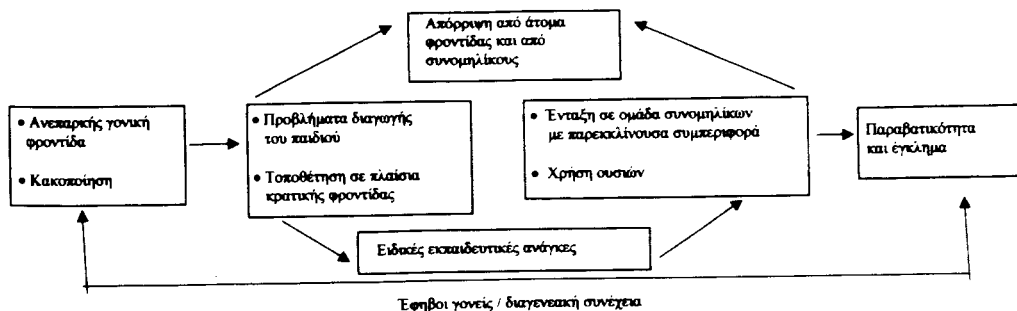 Απόρριψη από άτομα
φροντίδας και από
συνομηλίκους
• Ανεπαρκής γονική
φροντίδα
• Κακοποίηση
• Προβλήματα διαγωγής
του παιδιού
• Τοποθέτηση σε πλαίσια
κρατικής φροντίδας
• Ένταξη σε ομάδα συνομηλίκων
με παρεκκλίνουσα συμπεριφορά
• Χρήση ουσιών
Παραβατικότητα
και έγκλημα
Ειδικές εκπαιδευτικές ανάγκες
Έφηβοι γονείς / διαγενεακή συνέχεια